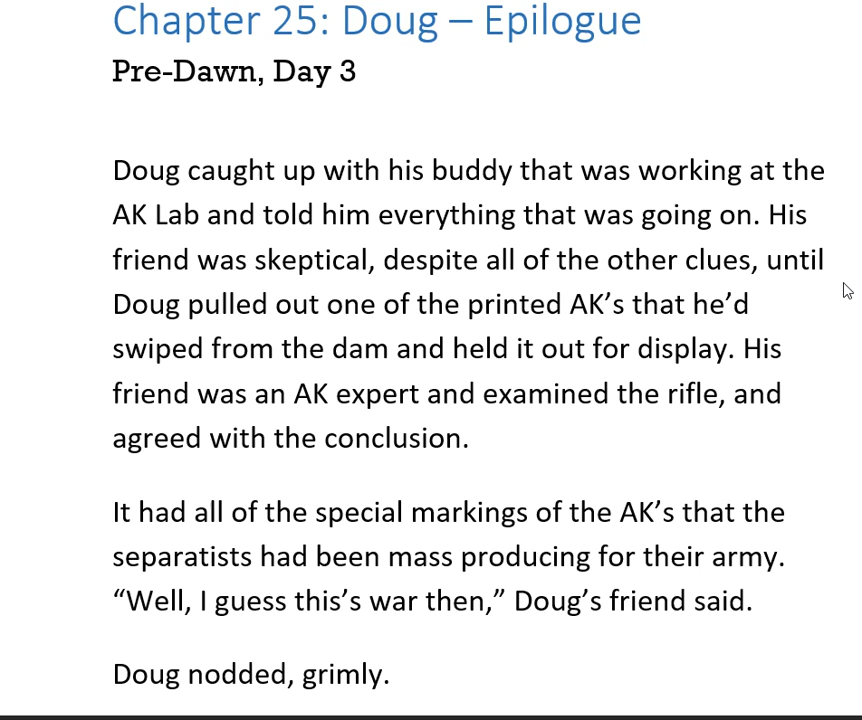 Chapter 25: Doug – Epilogue
Pre-Dawn, Day 3
Doug caught up with his buddy that was working at the
AK Lab and told him everything that was going on. His
friend was skeptical, despite all of the other clues, until
Doug pulled out one of the printed AK’s that he’d
swiped from the dam and held it out for display. His
friend was an AK expert and examined the rifle, and
agreed with the conclusion.
It had all of the special markings of the AK’s that the
separatists had been mass producing for their army.
“Well, I guess this’s war then,” Doug’s friend said.
Doug nodded, grimly.